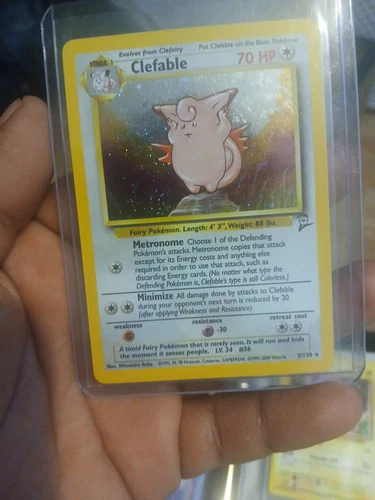 Evolves from Clefairy
Put Clefable on the Basic Pokémon
STAGE 1
Clefable
70 HP
Fairy Pokémon. Length: 4' 3", Weight: 88 lbs.
Metronome Choose 1 of the Defending
Pokémon's attacks. Metronome copies that attack
except for its Energy costs and anything else
required in order to use that attack, such as
discarding Energy cards. (No matter what type the
Defending Pokémon is, Clefable's type is still Colorless.)
Minimize All damage done by attacks to Clefable
during your opponent's next turn is reduced by 20
(after applying Weakness and Resistance).
weakness
resistance
retreat cost
-30
A timid Fairy Pokémon that is rarely seen. It will run and hide
the moment it senses people. LV. 34 #36
Illus. Mitsuhiro Arita
5/130